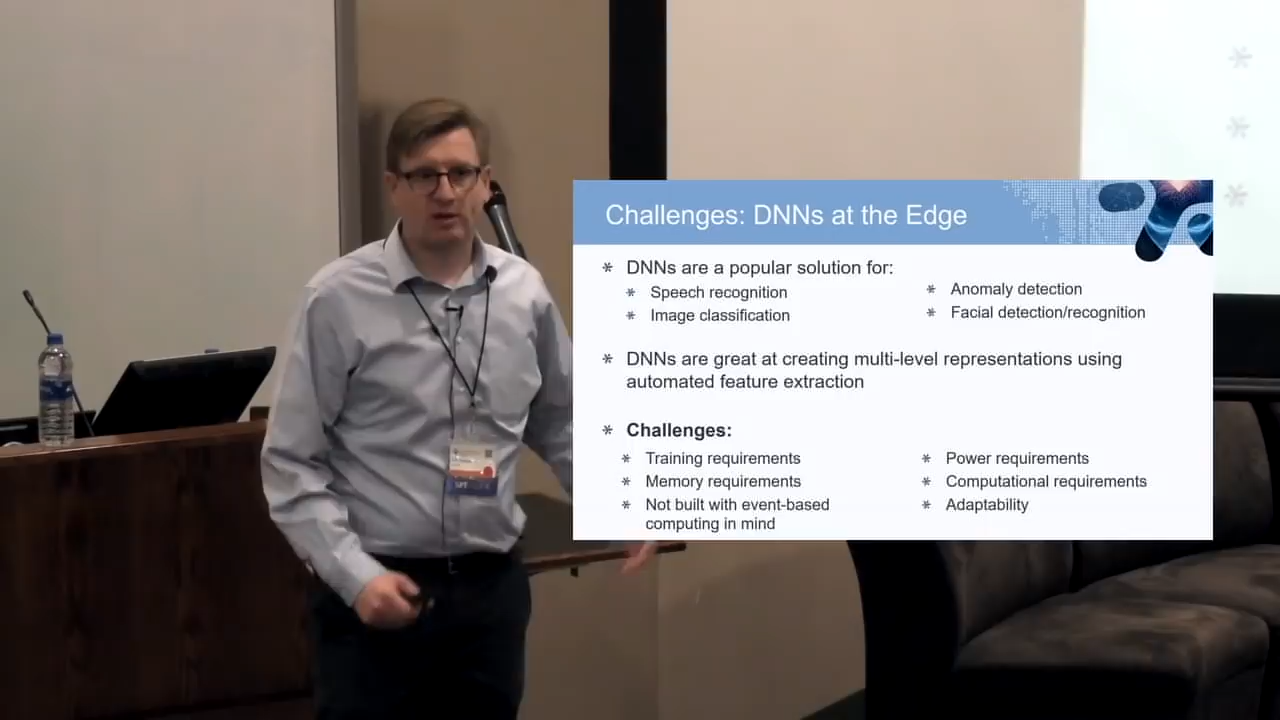 Challenges: DNNs at the Edge
* DNNs are a popular solution for:
* Speech recognition
* Image classification
* Anomaly detection
* Facial detection/recognition
* DNNs are great at creating multi-level representations using
automated feature extraction
* Challenges:
* Training requirements
* Memory requirements
* Not built with event-based
computing in mind
* Power requirements
* Computational requirements
* Adaptability